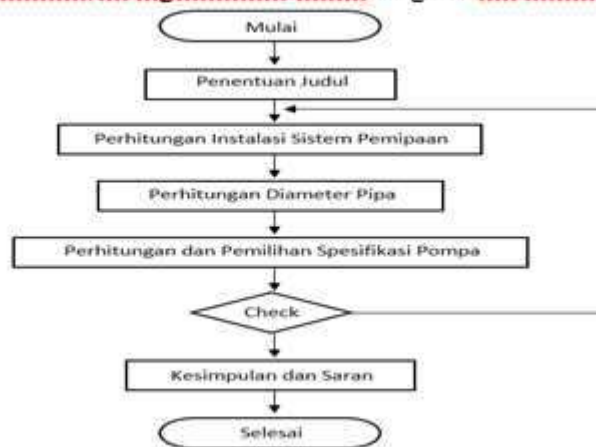 Mulai
Penentuan Judul
Perhitungan Instalasi Sistem Pemipaan
Perhitungan Diameter Pipa
Perhitungan dan Pemilihan Spesifikasi Pompa
Check
Kesimpulan dan Saran
Selesai